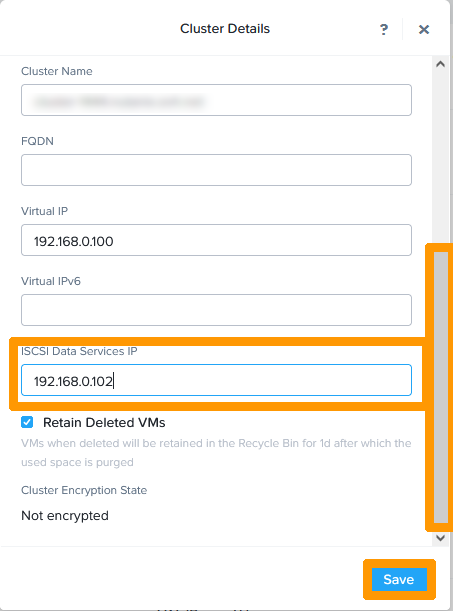 Cluster Details
?
Cluster Name
FQDN
Virtual IP
192.168.0.100
Virtual IPv6
ISCSI Data Services IP
192.168.0.102
Retain Deleted VMs
VMs when deleted will be retained in the Recycle Bin for 1d after which the
used space is purged
Cluster Encryption State
Not encrypted
Save